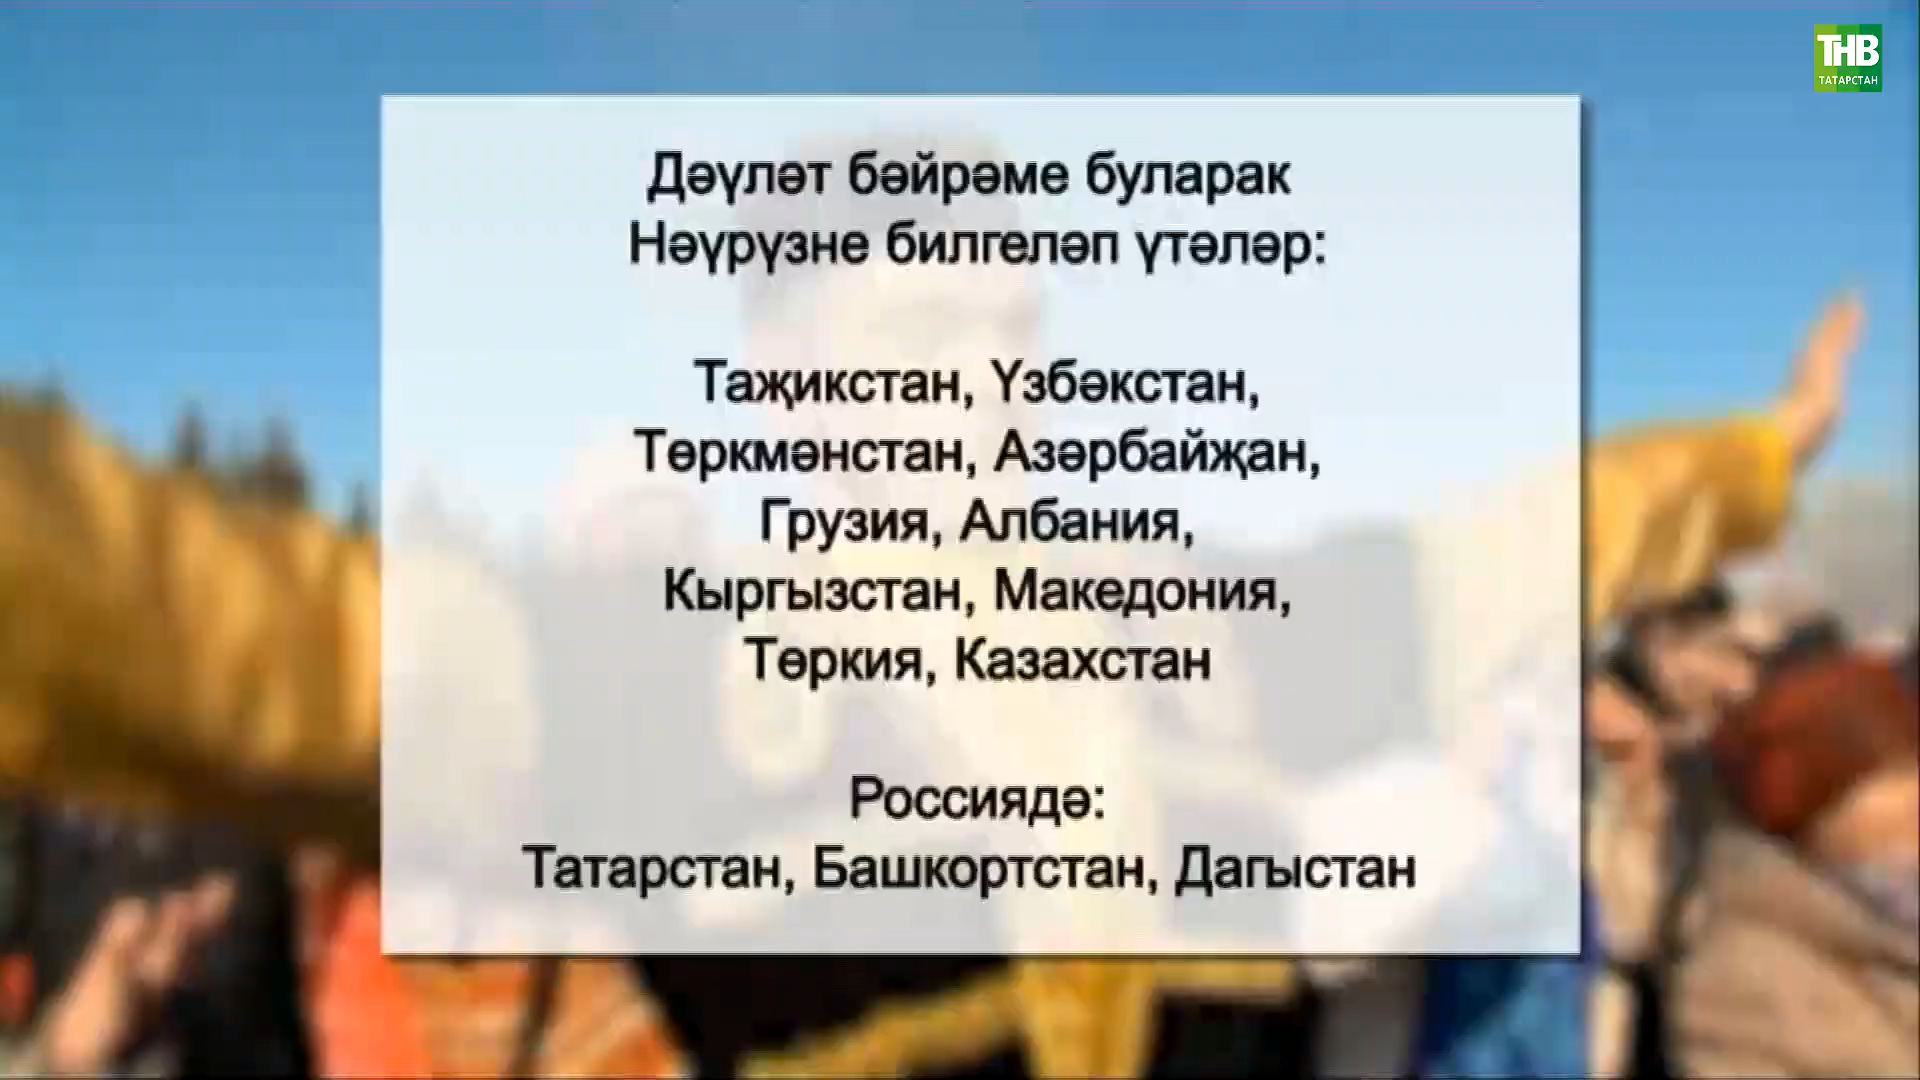 ТНВ
ТАТАРСТАН
Дәүләт бәйрәме буларак
Нәүрүзне билгеләп үтәләр:
Таҗикстан, Үзбәкстан,
Төркмәнстан, Азәрбайҗан,
Грузия, Албания,
Кыргызстан, Македония,
Төркия, Казахстан
Россиядә:
Татарстан, Башкортстан, Дагыстан